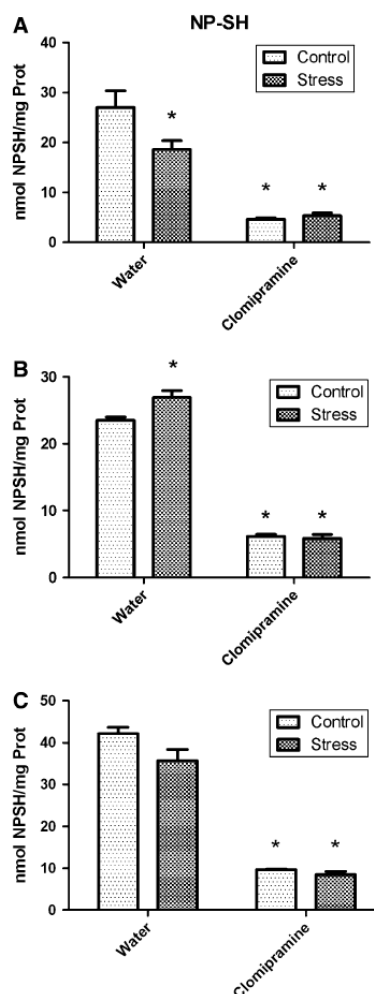 A
NP-SH
nmol NPSH/mg Prot
40
30
20
10
0
Control
Stress
*
*
*
Water
Clomipramine
B
nmol NPSH/mg Prot
30
20
10
0
Control
Stress
*
*
*
Water
Clomipramine
C
nmol NPSH/mg Prot
50
40
30
20
10
0
Control
Stress
*
*
Water
Clomipramine